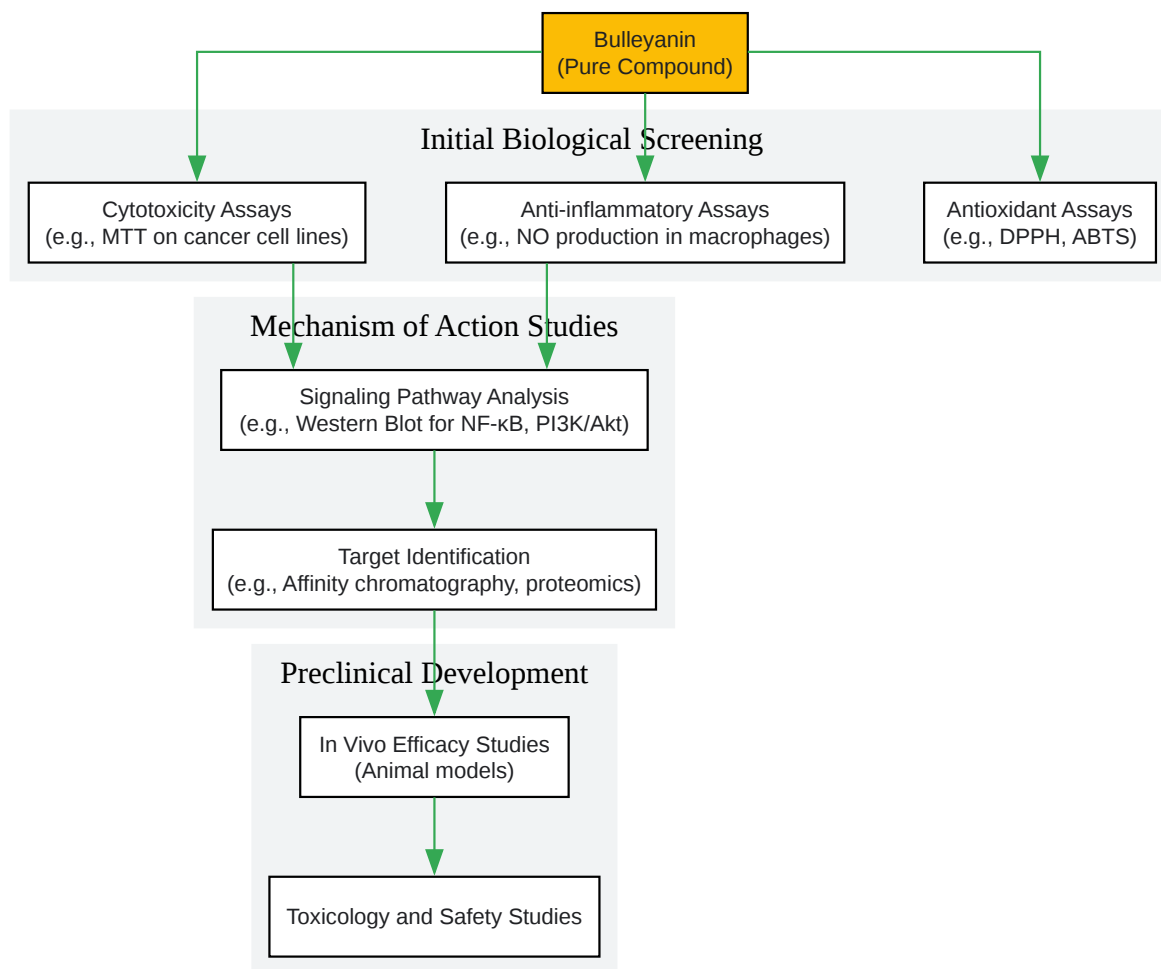 Bulleyanin
(Pure Compound)
Initial Biological Screening
Cytotoxicity Assays
(e.g., MTT on cancer cell lines)
Anti-inflammatory Assays
(e.g., NO production in macrophages)
Antioxidant Assays
(e.g., DPPH, ABTS)
Mechanism of Action Studies
Signaling Pathway Analysis
(e.g., Western Blot for NF-κB, PI3K/Akt)
Target Identification
(e.g., Affinity chromatography, proteomics)
Preclinical Development
In Vivo Efficacy Studies
(Animal models)
Toxicology and Safety Studies